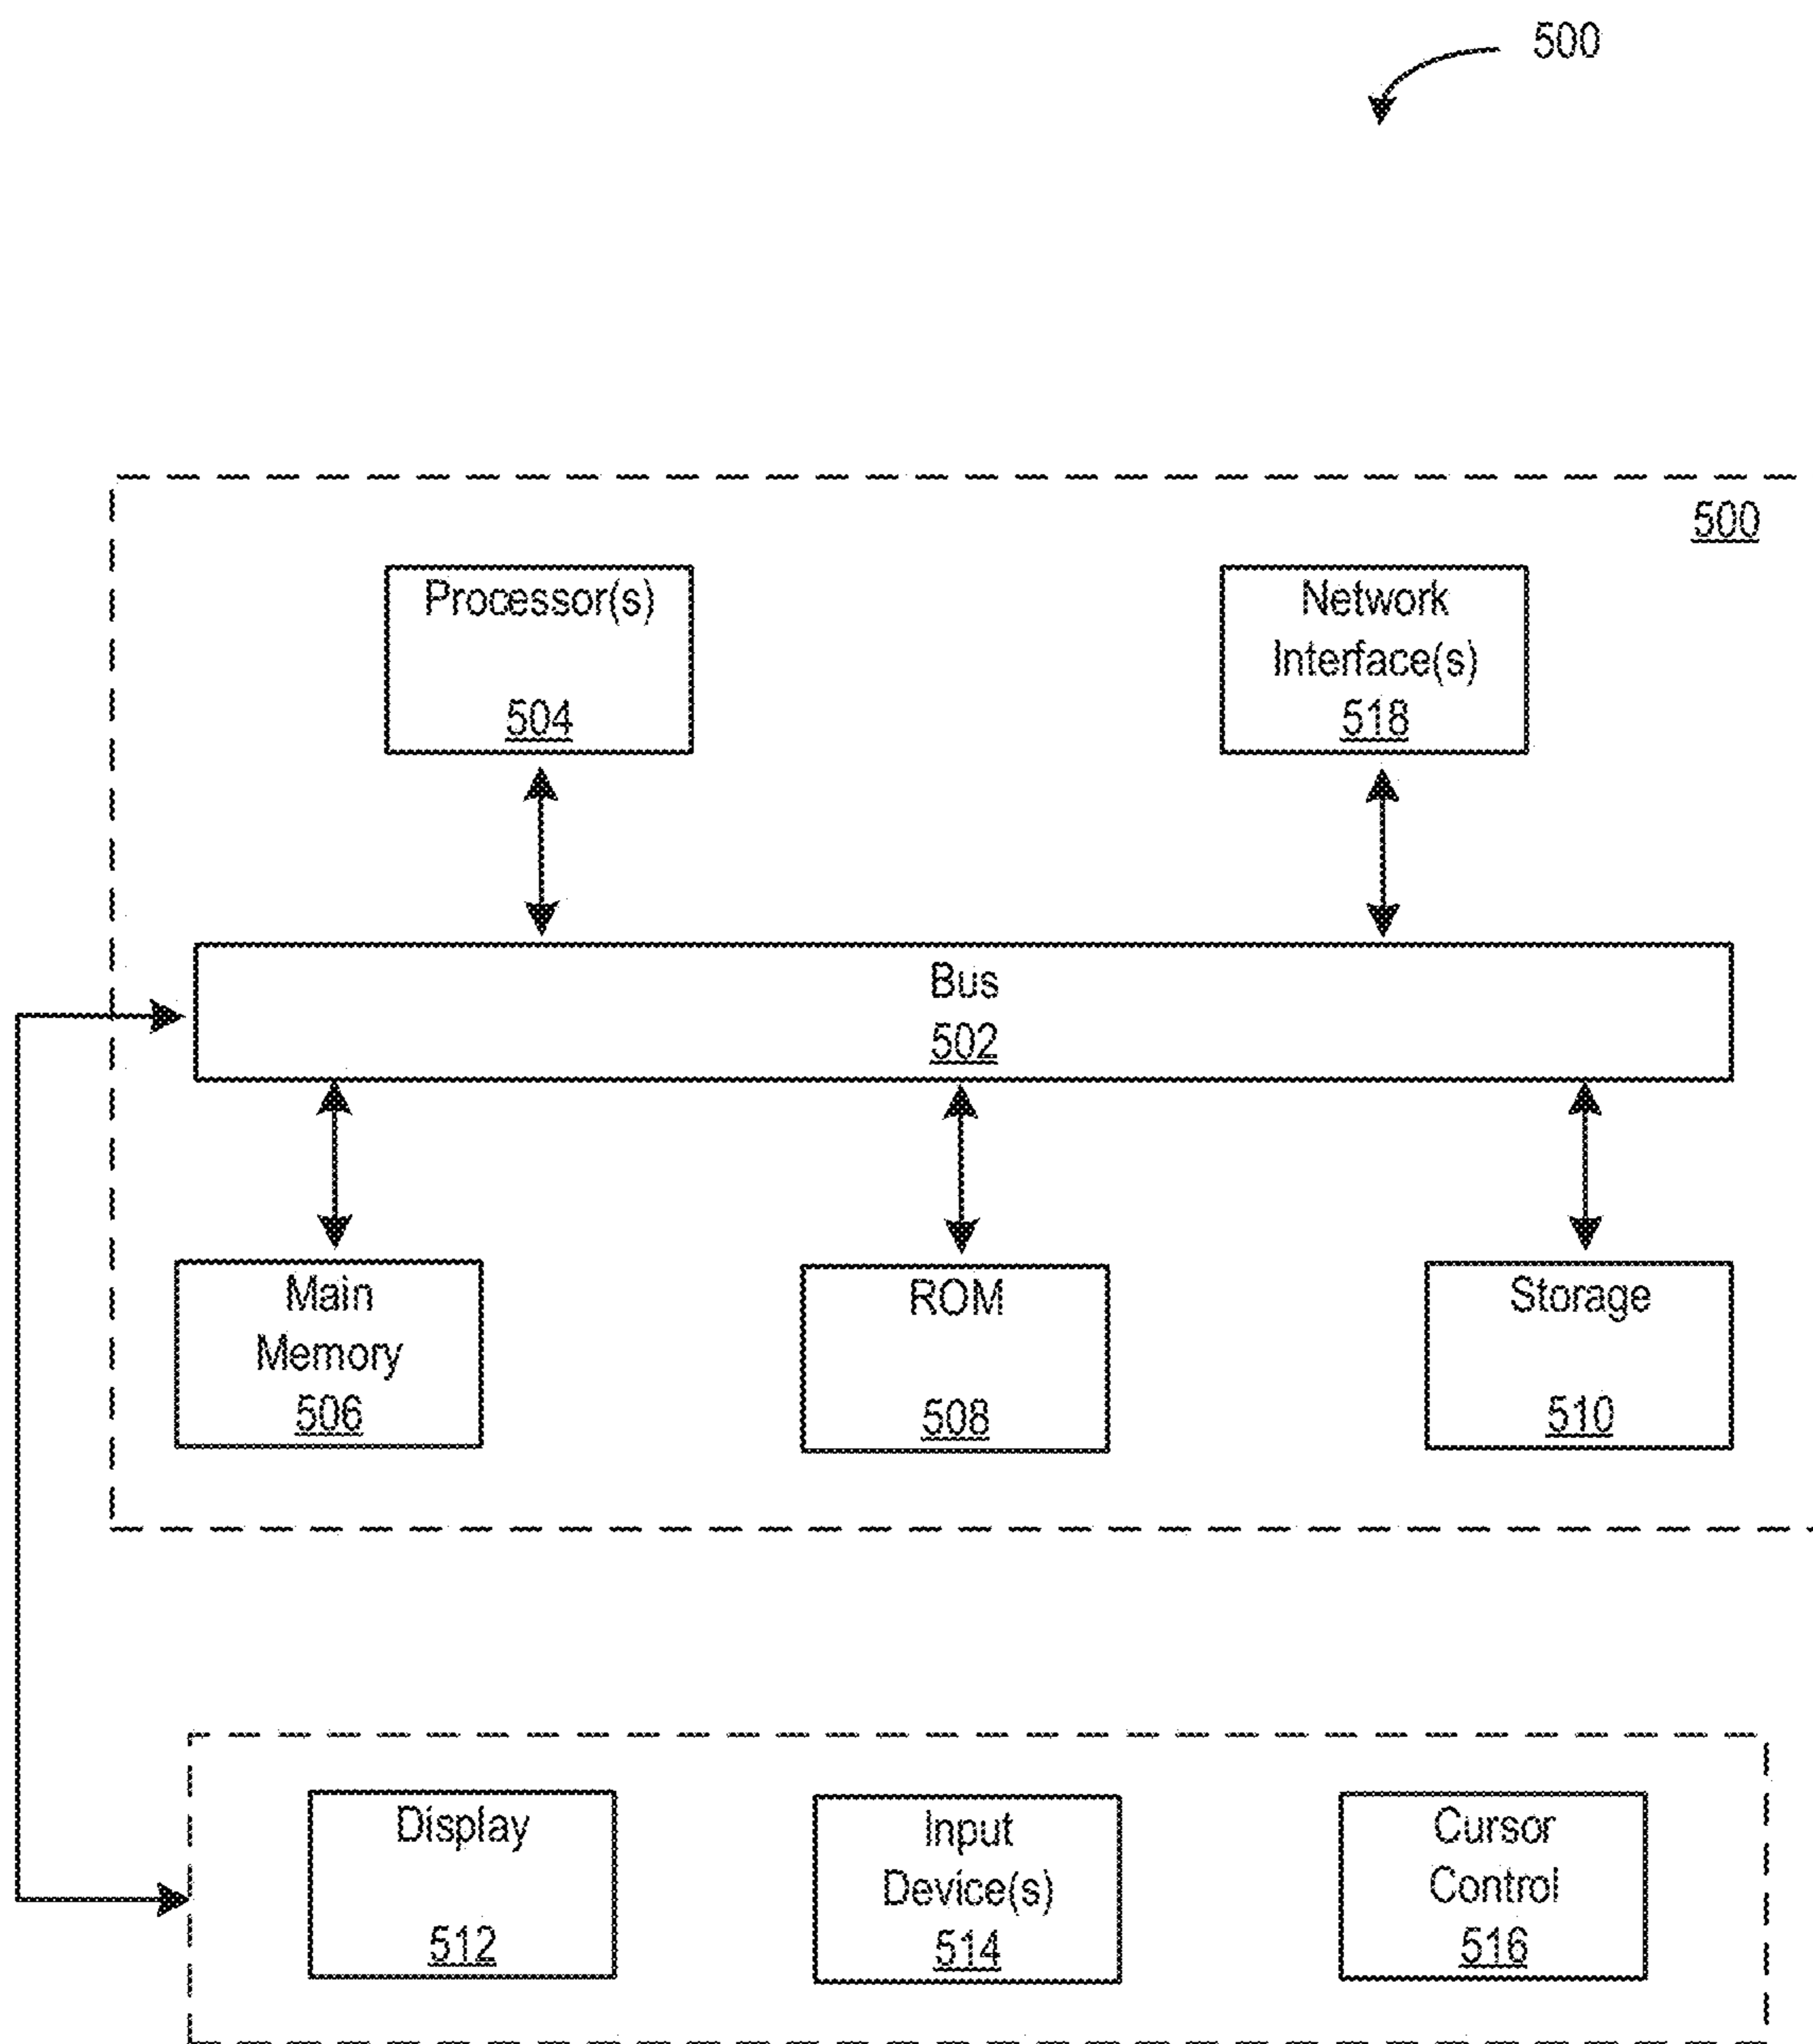 500
500
Processor(s)
504
Network
Interface(s)
518
Bus
502
Main
Memory
506
ROM
508
Storage
510
Display
512
Input
Device(s)
514
Cursor
Control
516